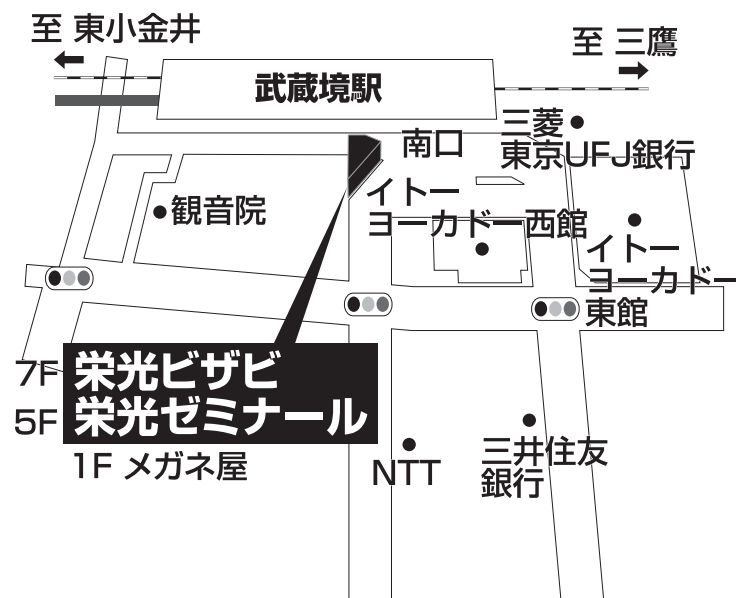 至 東小金井
至 三鷹
武蔵境駅
南口
三菱
東京UFJ銀行
イトー
ヨーカドー西館
観音院
イトー
ヨーカドー
東館
7F 栄光ビザビ
5F 栄光ゼミナール
1F メガネ屋
NTT
三井住友
銀行